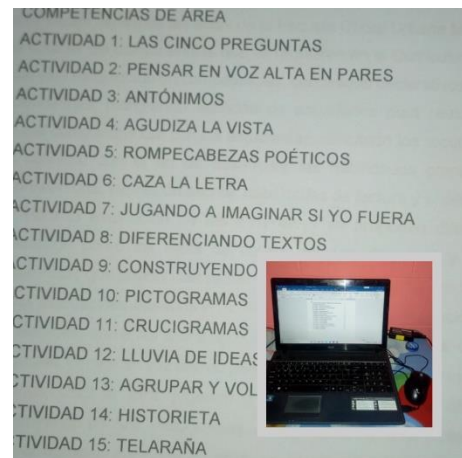 COMPETENCIAS DE ÁREA
ACTIVIDAD 1: LAS CINCO PREGUNTAS
ACTIVIDAD 2: PENSAR EN VOZ ALTA EN PARES
ACTIVIDAD 3: ANTÓNIMOS
ACTIVIDAD 4: AGUDIZA LA VISTA
ACTIVIDAD 5: ROMPECABEZAS POÉTICOS
ACTIVIDAD 6: CAZA LA LETRA
ACTIVIDAD 7: JUGANDO A IMAGINAR SI YO FUERA
CTIVIDAD 8: DIFERENCIANDO TEXTOS
CTIVIDAD 9: CONSTRUYENDO
CTIVIDAD 10: PICTOGRAMAS
CTIVIDAD 11: CRUCIGRAMAS
CTIVIDAD 12: LLUVIA DE IDEAS
TIVIDAD 13: AGRUPAR Y VOL
TIVIDAD 14: HISTORIETA
TIVIDAD 15: TELARAÑA